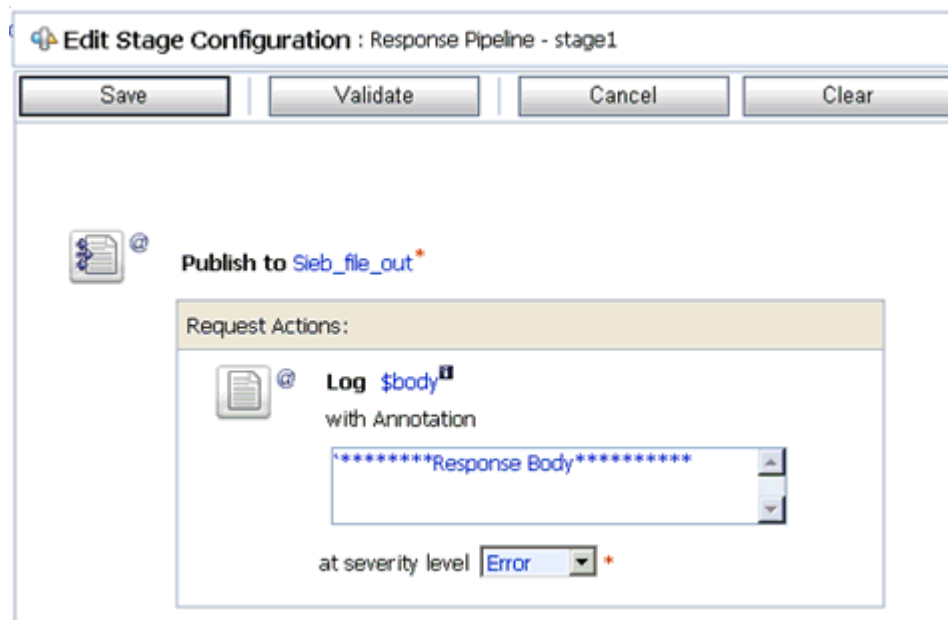 Edit Stage Configuration : Response Pipeline - stage1
Save Validate Cancel Clear
@
Publish to Sieb_file_out*
Request Actions:
@ Log $body
with Annotation
'********Response Body**********
at severity level Error *